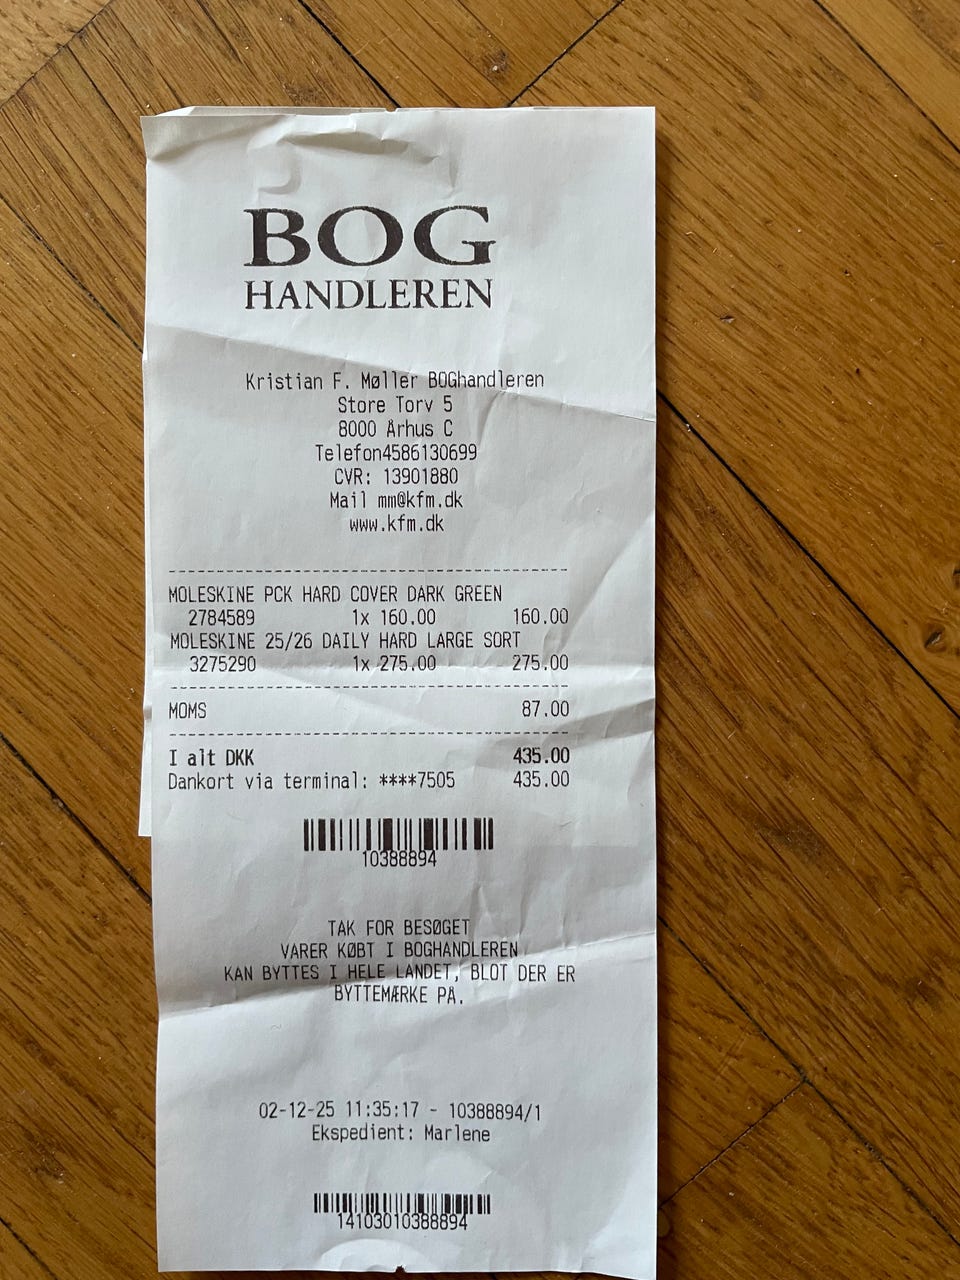 BOG
HANDLEREN
Kristian F. Møller BOGhandleren
Store Torv 5
8000 Århus C
Telefon4586130699
CVR: 13901880
Mail mm@kfm.dk
www.kfm.dk
MOLESKINE PCK HARD COVER DARK GREEN
2784589 1x 160.00 160.00
MOLESKINE 25/26 DAILY HARD LARGE SORT
3275290 1x 275.00 275.00
MOMS 87.00
I alt DKK 435.00
Dankort via terminal: ****7505 435.00
10388894
TAK FOR BESØGET
VARER KØBT I BOGHANDLEREN
KAN BYTTES I HELE LANDET, BLOT DER ER
BYTTEMÆRKE PÅ.
02-12-25 11:35:17 - 10388894/1
Ekspedient: Marlene
14103010388894